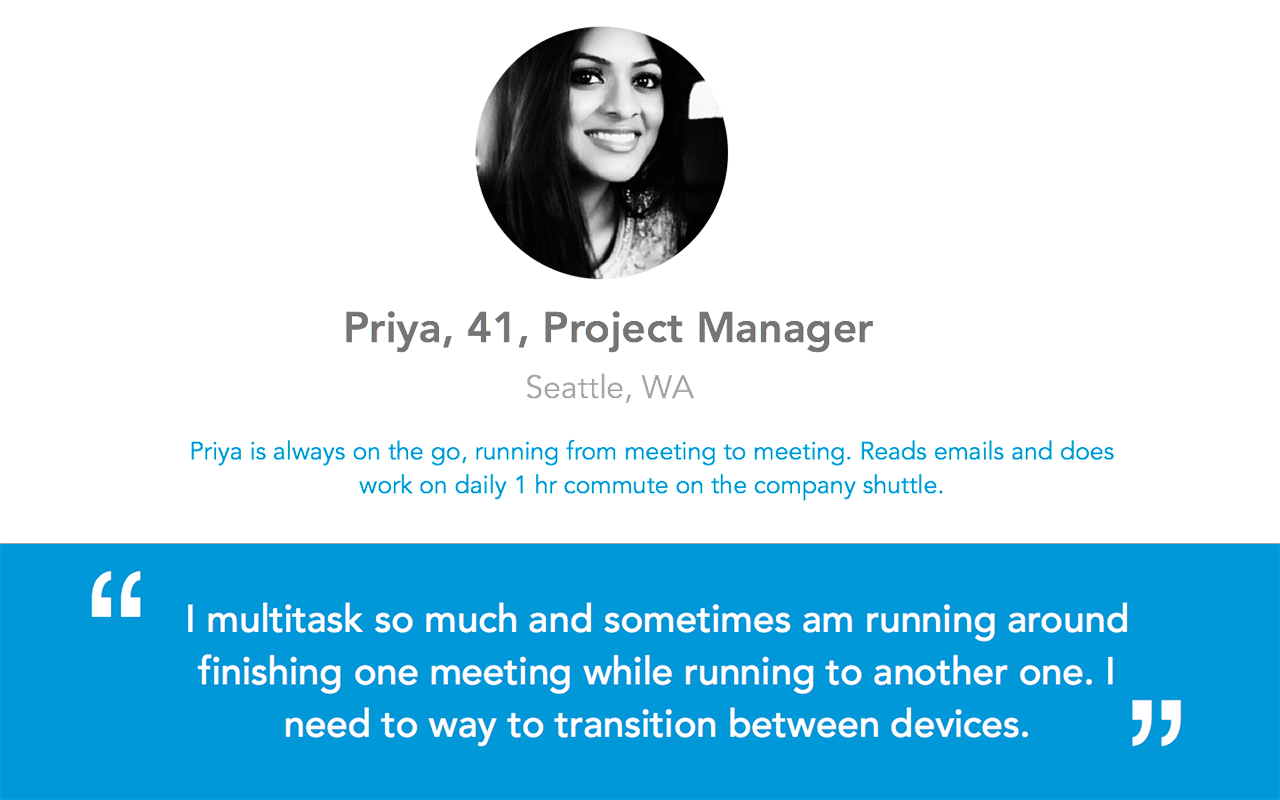 Priya, 41, Project Manager
Seattle, WA
Priya is always on the go, running from meeting to meeting. Reads emails and does
work on daily 1 hr commute on the company shuttle.
“I multitask so much and sometimes am running around
finishing one meeting while running to another one. I
need to way to transition between devices.”